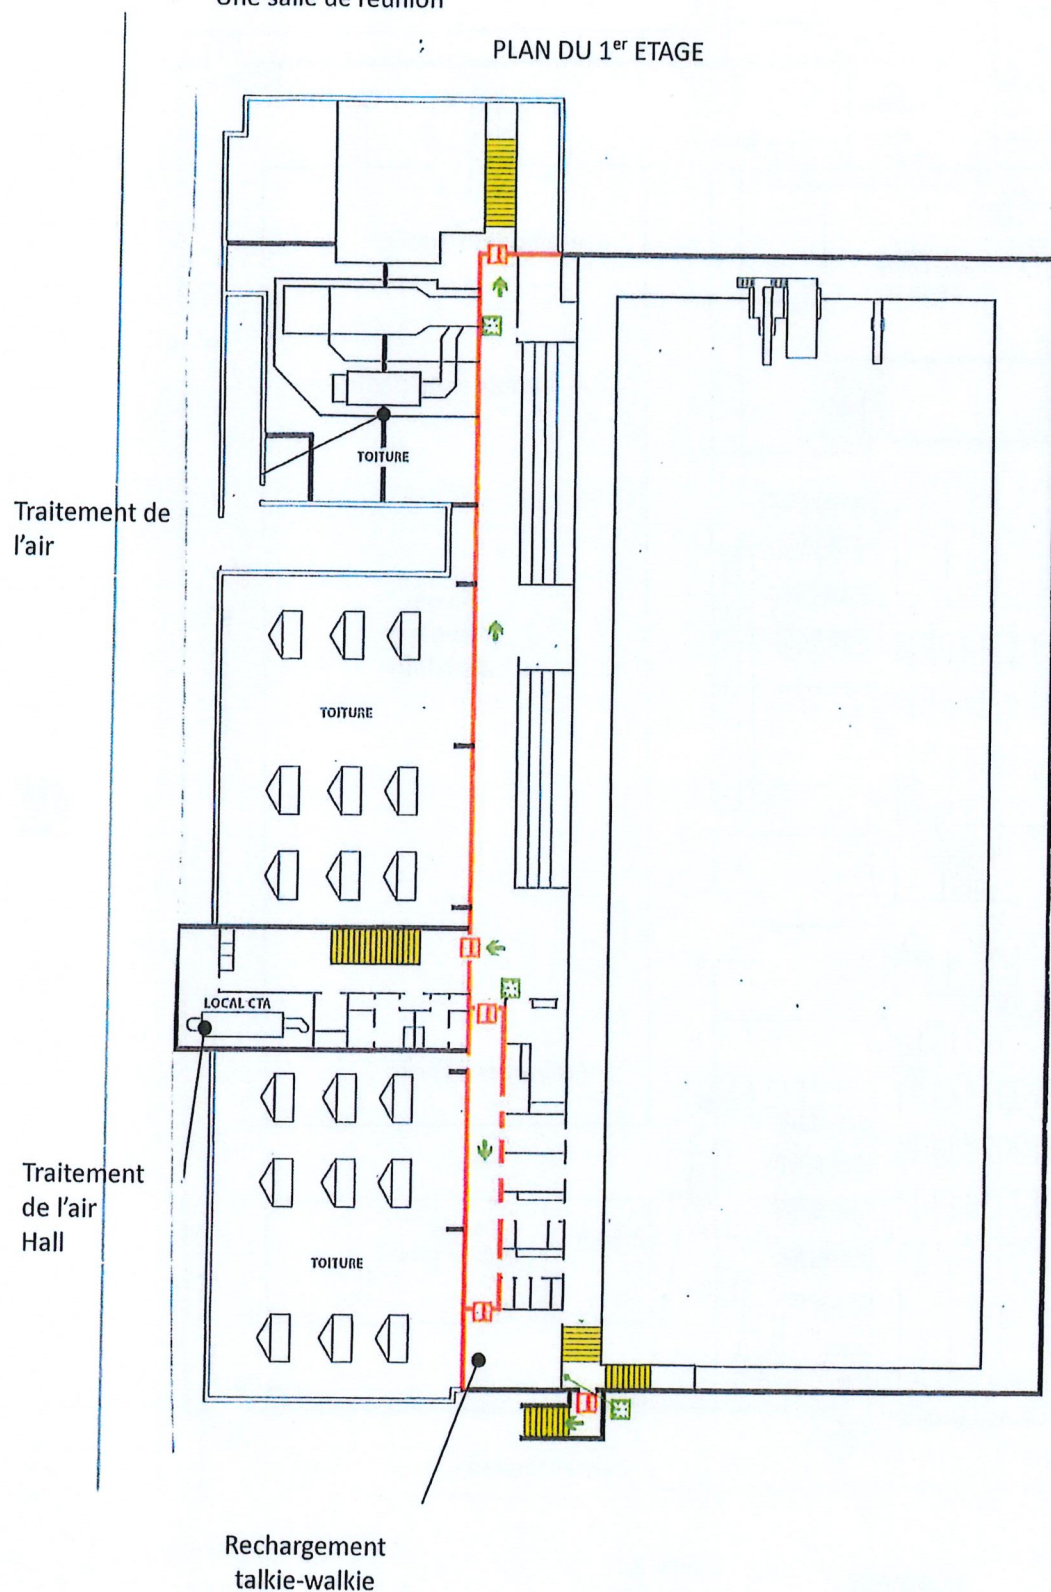 Une salle de réunion
PLAN DU 1er ETAGE
TOITURE
Traitement de
l'air
TOITURE
LOCAL CTA
Traitement
de l'air
Hall
TOITURE
Rechargement
talkie-walkie